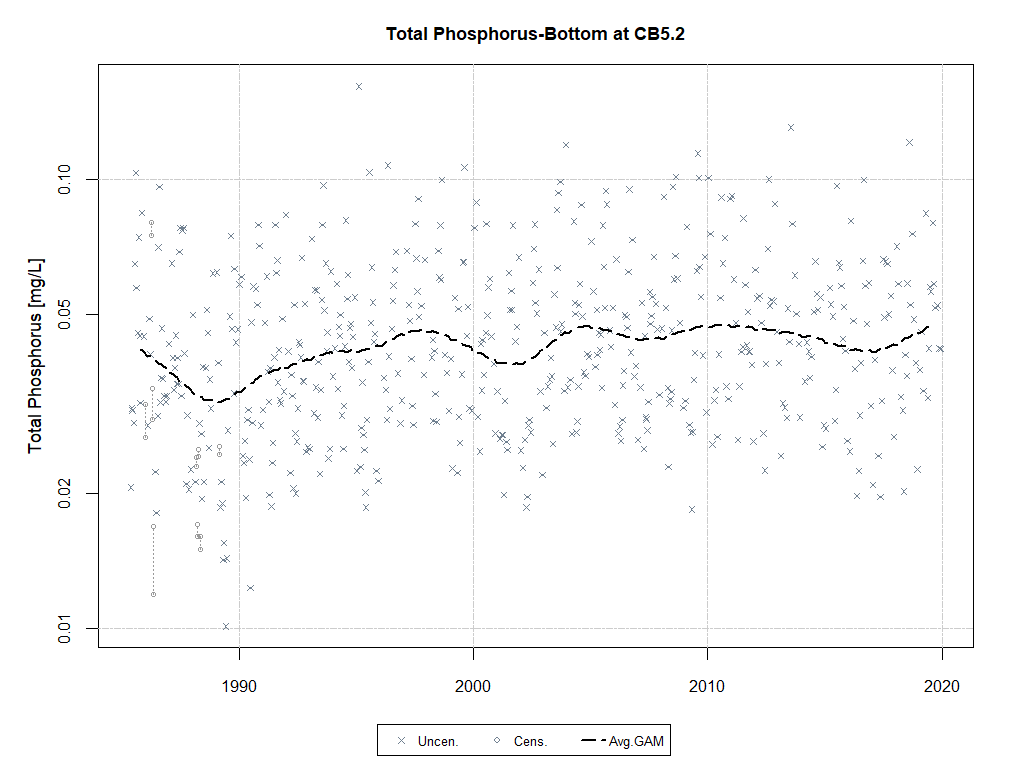 Total Phosphorus-Bottom at CB5.2
Total Phosphorus [mg/L]
0.10
0.05
0.02
0.01
1990 2000 2010 2020
Uncen. Cens. Avg.GAM